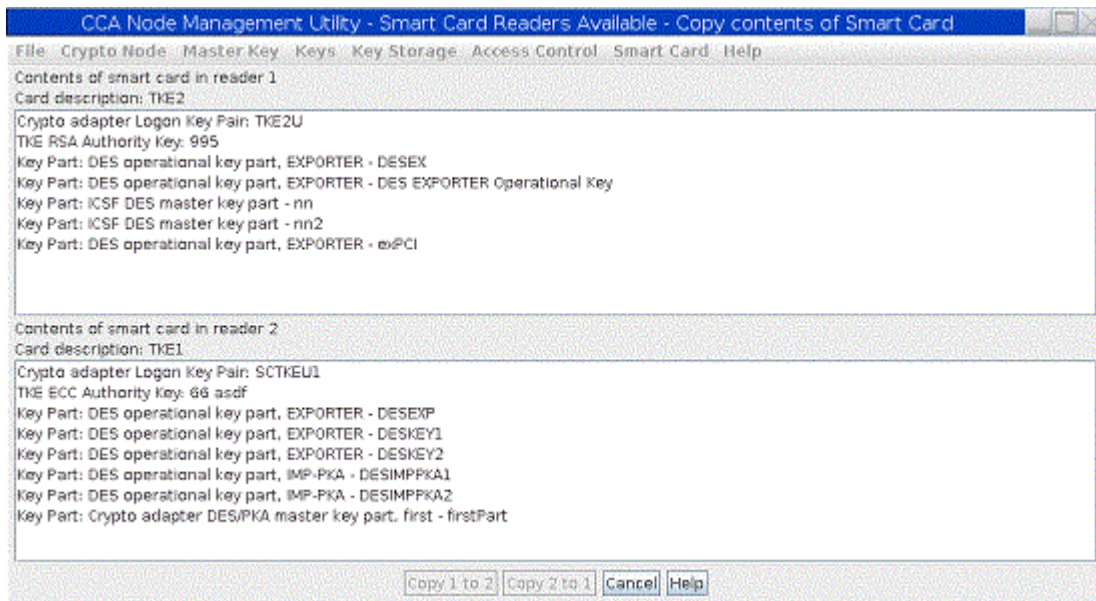 CCA Node Management Utility - Smart Card Readers Available - Copy contents of Smart Card
File Crypto Node Master Key Keys Key Storage Access Control Smart Card Help
Contents of smart card in reader 1
Card description: TKE2
Crypto adapter Logon Key Pair: TKE2U
TKE RSA Authority Key: 995
Key Part: DES operational key part, EXPORTER - DESEX
Key Part: DES operational key part, EXPORTER - DES EXPORTER Operational Key
Key Part: ICSF DES master key part - nn
Key Part: ICSF DES master key part - nn2
Key Part: DES operational key part, EXPORTER - exPCI
Contents of smart card in reader 2
Card description: TKE1
Crypto adapter Logon Key Pair: SCTKEU1
TKE ECC Authority Key: 66 asdf
Key Part: DES operational key part, EXPORTER - DESEXP
Key Part: DES operational key part, EXPORTER - DESKEY1
Key Part: DES operational key part, EXPORTER - DESKEY2
Key Part: DES operational key part, IMP-PKA - DESIMPPKA1
Key Part: DES operational key part, IMP-PKA - DESIMPPKA2
Key Part: Crypto adapter DES/PKA master key part, first - firstPart
Copy 1 to 2 Copy 2 to 1 Cancel Help